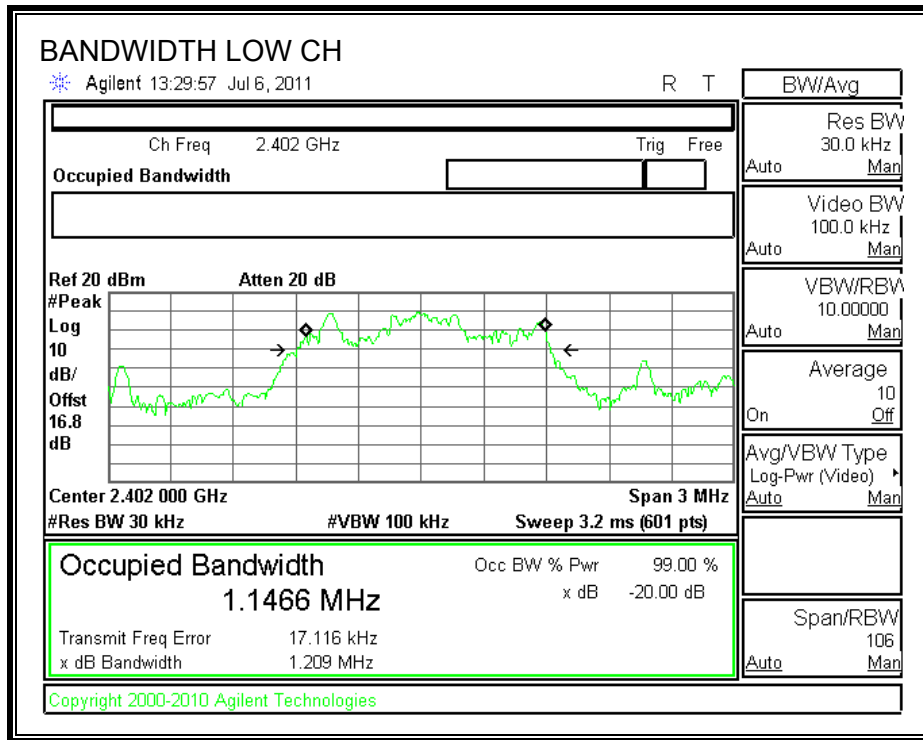 BANDWIDTH LOW CH
Agilent 13:29:57 Jul 6, 2011 R T
Ch Freq 2.402 GHz Trig Free
Occupied Bandwidth
Ref 20 dBm Atten 20 dB
#Peak
Log
10
dB/
Offst
16.8
dB
Center 2.402 000 GHz Span 3 MHz
#Res BW 30 kHz #VBW 100 kHz Sweep 3.2 ms (601 pts)
Occupied Bandwidth
1.1466 MHz
Occ BW % Pwr 99.00 %
x dB -20.00 dB
Transmit Freq Error 17.116 kHz
x dB Bandwidth 1.209 MHz
Copyright 2000-2010 Agilent Technologies
BW/Avg
Res BW
30.0 kHz
Auto Man
Video BW
100.0 kHz
Auto Man
VBW/RBW
10.00000
Auto Man
Average
10
On Off
Avg/VBW Type
Log-Pwr (Video)
Auto Man
Span/RBW
106
Auto Man